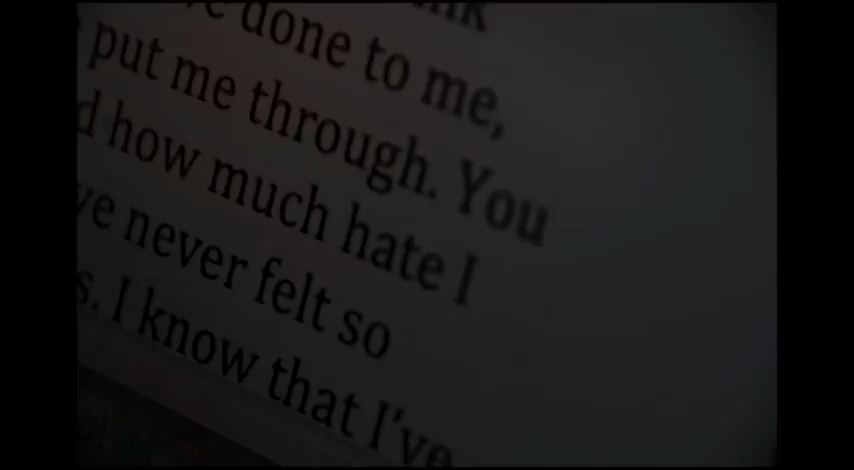 done to me,
put me through. You
how much hate I
never felt so
I know that I've